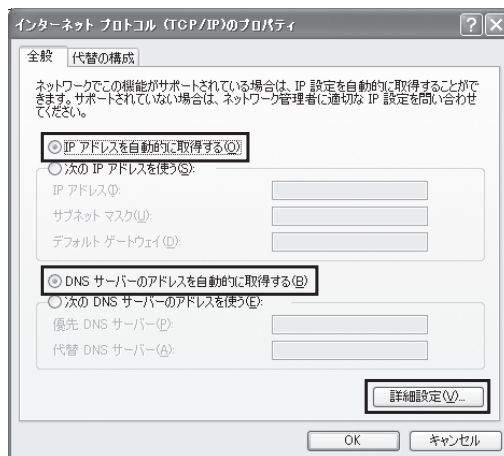 インターネット プロトコル (TCP/IP)のプロパティ
全般
代替の構成
ネットワークでこの機能がサポートされている場合は、IP 設定を自動的に取得することがで
きます。サポートされていない場合は、ネットワーク管理者に適切な IP 設定を問い合わせ
てください。
IP アドレスを自動的に取得する(O)
次の IP アドレスを使う(S):
IP アドレス(I):
サブネット マスク(U):
デフォルト ゲートウェイ(D):
DNS サーバーのアドレスを自動的に取得する(B)
次の DNS サーバーのアドレスを使う(E):
優先 DNS サーバー(P):
代替 DNS サーバー(A):
詳細設定(V)...
OK
キャンセル